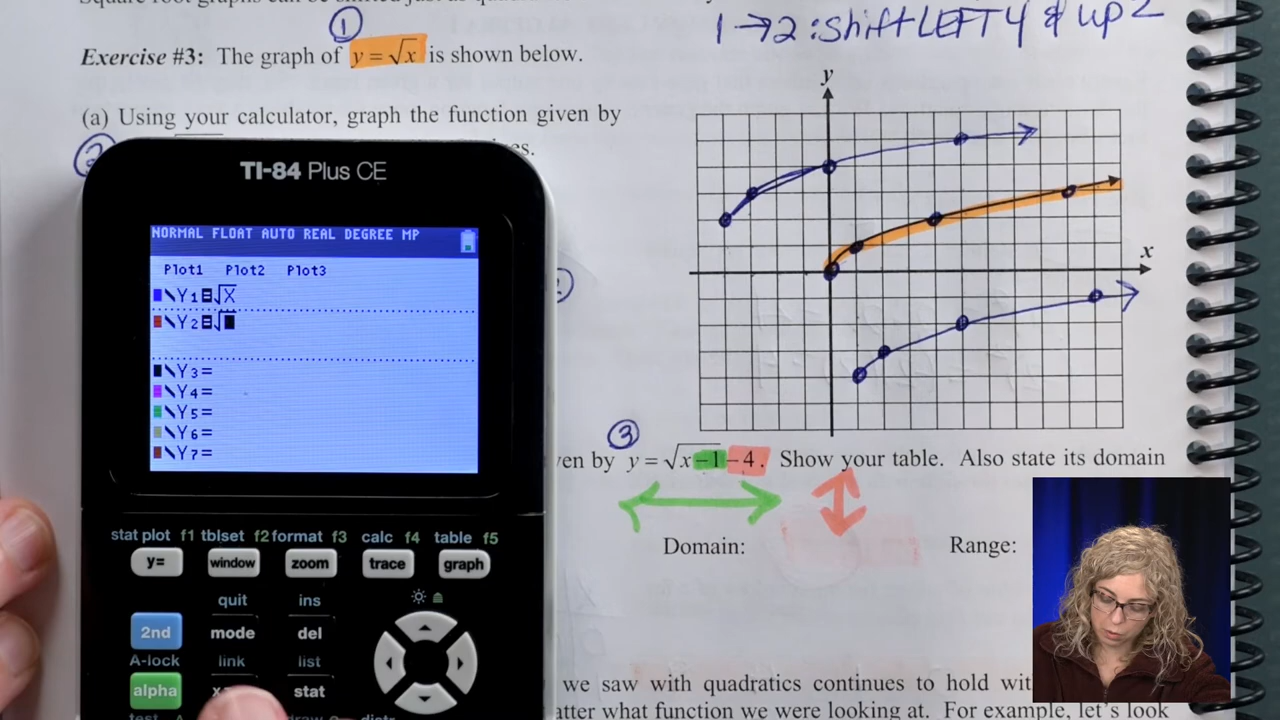 Square root graphs can be shifted just as quadra
1→2: Shift LEFT 4 & up 2
①
Exercise #3: The graph of y = √x is shown below.
(a) Using your calculator, graph the function given by
②
es.
y
x
TI-84 Plus CE
NORMAL FLOAT AUTO REAL DEGREE MP
Plot1 Plot2 Plot3
\Y1=√X
\Y2=√
\Y3=
\Y4=
\Y5=
\Y6=
\Y7=
③
ven by y = √x−1 −4. Show your table. Also state its domain
Domain: Range:
stat plot f1 tblset f2 format f3 calc f4 table f5
y= window zoom trace graph
quit ins
2nd mode del
A-lock link list
alpha stat
we saw with quadratics continues to hold wit
atter what function we were looking at. For example, let's look